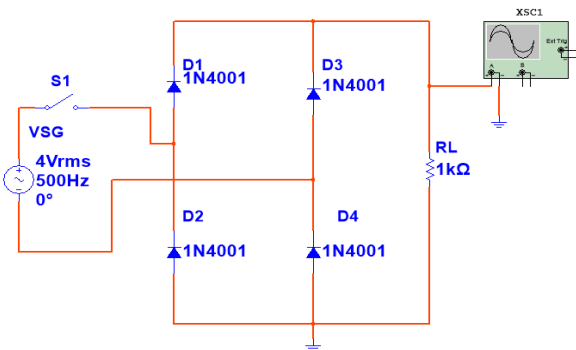 XSC1
Ext Trig
A
B
D1
1N4001
D3
1N4001
S1
VSG
4Vrms
500Hz
0°
RL
1kΩ
D2
1N4001
D4
1N4001